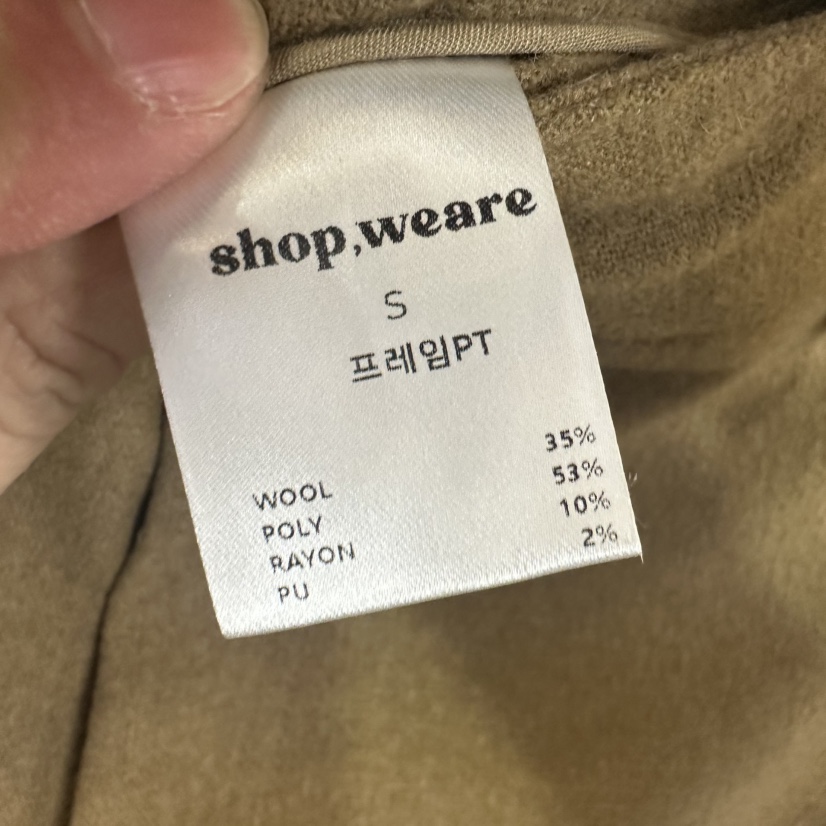 shop,weare
S
프레임PT
WOOL 35%
POLY 53%
RAYON 10%
PU 2%